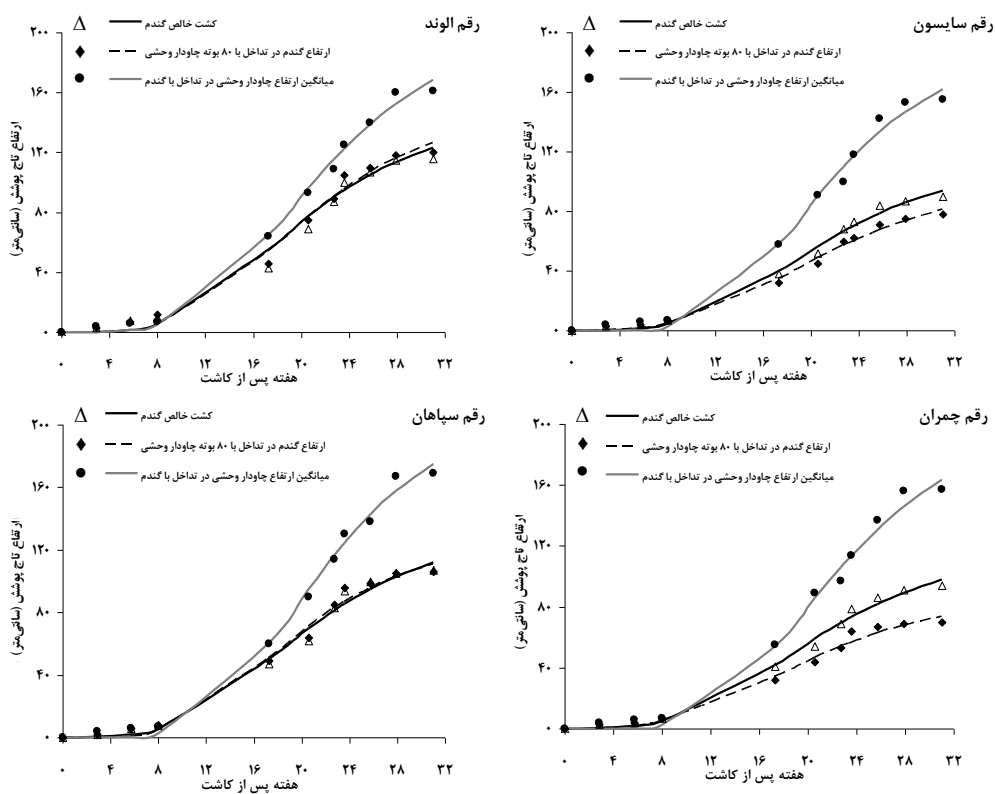 رقم الوند
کشت خالص گندم
ارتفاع گندم در تداخل با ۸۰ بوته چاودار وحشی
میانگین ارتفاع چاودار وحشی در تداخل با گندم
ارتفاع تاج پوشش (سانتی‌متر)
۲۰۰
۱۶۰
۱۲۰
۸۰
۴۰
۰
۰ ۴ ۸ ۱۲ ۱۶ ۲۰ ۲۴ ۲۸ ۳۲
هفته پس از کاشت
رقم سایسون
کشت خالص گندم
ارتفاع گندم در تداخل با ۸۰ بوته چاودار وحشی
میانگین ارتفاع چاودار وحشی در تداخل با گندم
ارتفاع تاج پوشش (سانتی‌متر)
۲۰۰
۱۶۰
۱۲۰
۸۰
۴۰
۰
۰ ۴ ۸ ۱۲ ۱۶ ۲۰ ۲۴ ۲۸ ۳۲
هفته پس از کاشت
رقم سپاهان
کشت خالص گندم
ارتفاع گندم در تداخل با ۸۰ بوته چاودار وحشی
میانگین ارتفاع چاودار وحشی در تداخل با گندم
ارتفاع تاج پوشش (سانتی‌متر)
۲۰۰
۱۶۰
۱۲۰
۸۰
۴۰
۰
۰ ۴ ۸ ۱۲ ۱۶ ۲۰ ۲۴ ۲۸ ۳۲
هفته پس از کاشت
رقم چمران
کشت خالص گندم
ارتفاع گندم در تداخل با ۸۰ بوته چاودار وحشی
میانگین ارتفاع چاودار وحشی در تداخل با گندم
ارتفاع تاج پوشش (سانتی‌متر)
۲۰۰
۱۶۰
۱۲۰
۸۰
۴۰
۰
۰ ۴ ۸ ۱۲ ۱۶ ۲۰ ۲۴ ۲۸ ۳۲
هفته پس از کاشت